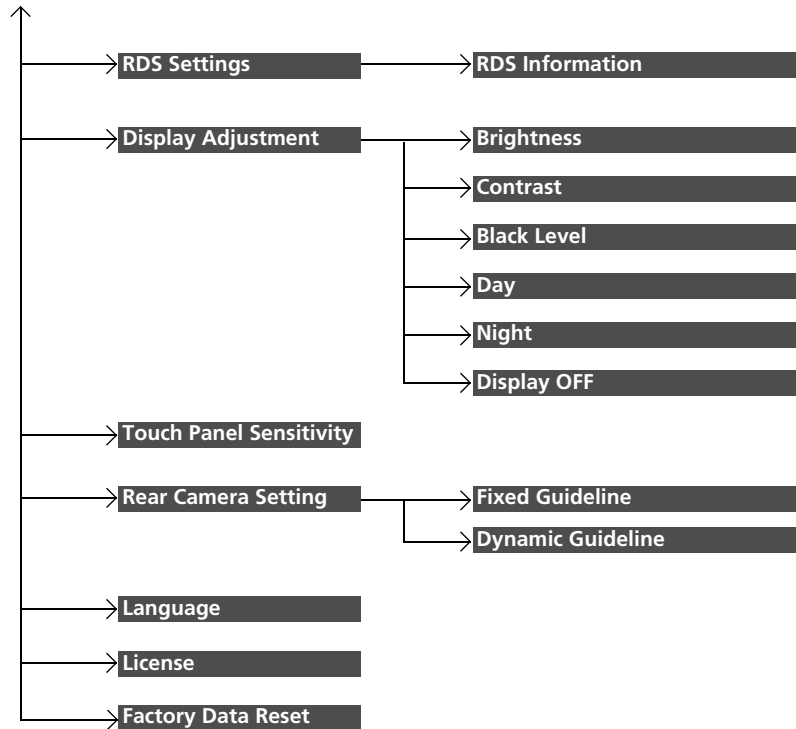 RDS Settings
RDS Information
Display Adjustment
Brightness
Contrast
Black Level
Day
Night
Display OFF
Touch Panel Sensitivity
Rear Camera Setting
Fixed Guideline
Dynamic Guideline
Language
License
Factory Data Reset